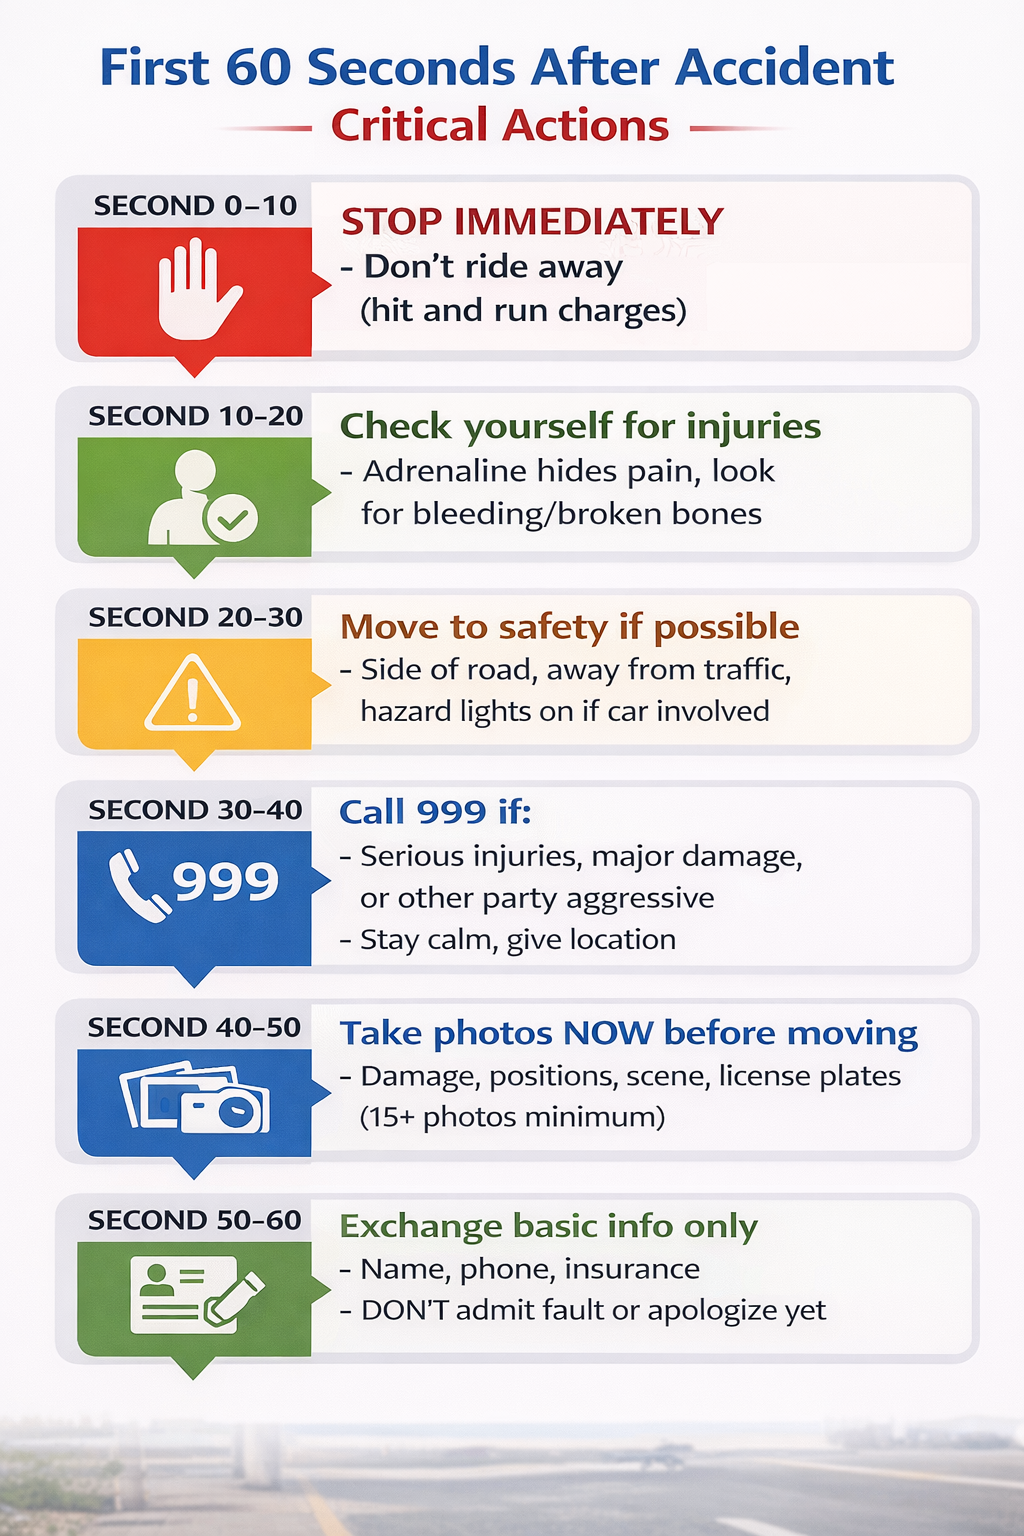 First 60 Seconds After Accident
Critical Actions
SECOND 0–10
STOP IMMEDIATELY
- Don't ride away
(hit and run charges)
SECOND 10–20
Check yourself for injuries
- Adrenaline hides pain, look
for bleeding/broken bones
SECOND 20–30
Move to safety if possible
- Side of road, away from traffic,
hazard lights on if car involved
SECOND 30–40
999
Call 999 if:
- Serious injuries, major damage,
or other party aggressive
- Stay calm, give location
SECOND 40–50
Take photos NOW before moving
- Damage, positions, scene, license plates
(15+ photos minimum)
SECOND 50–60
Exchange basic info only
- Name, phone, insurance
- DON'T admit fault or apologize yet